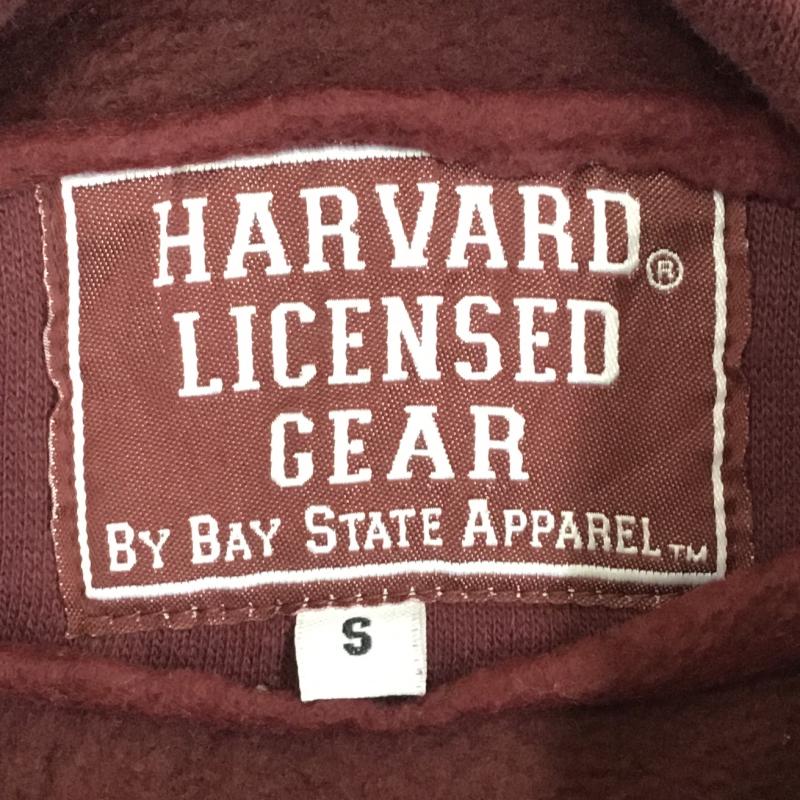 HARVARD®
LICENSED
GEAR
BY BAY STATE APPAREL™
S